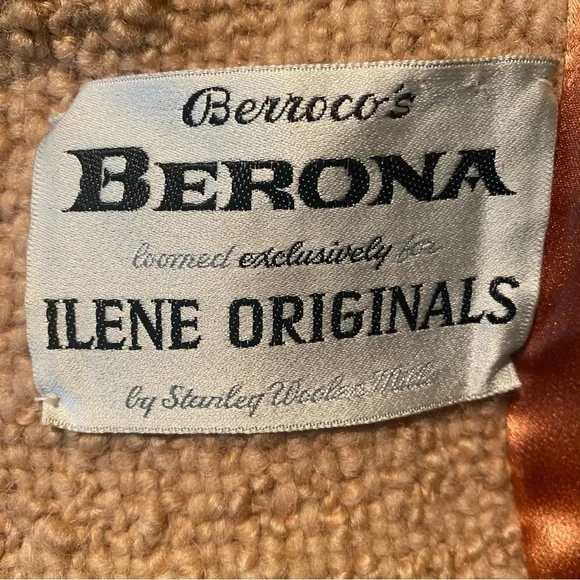 Berroco's
BERONA
loomed exclusively for
ILENE ORIGINALS
by Stanley Woolen Mills